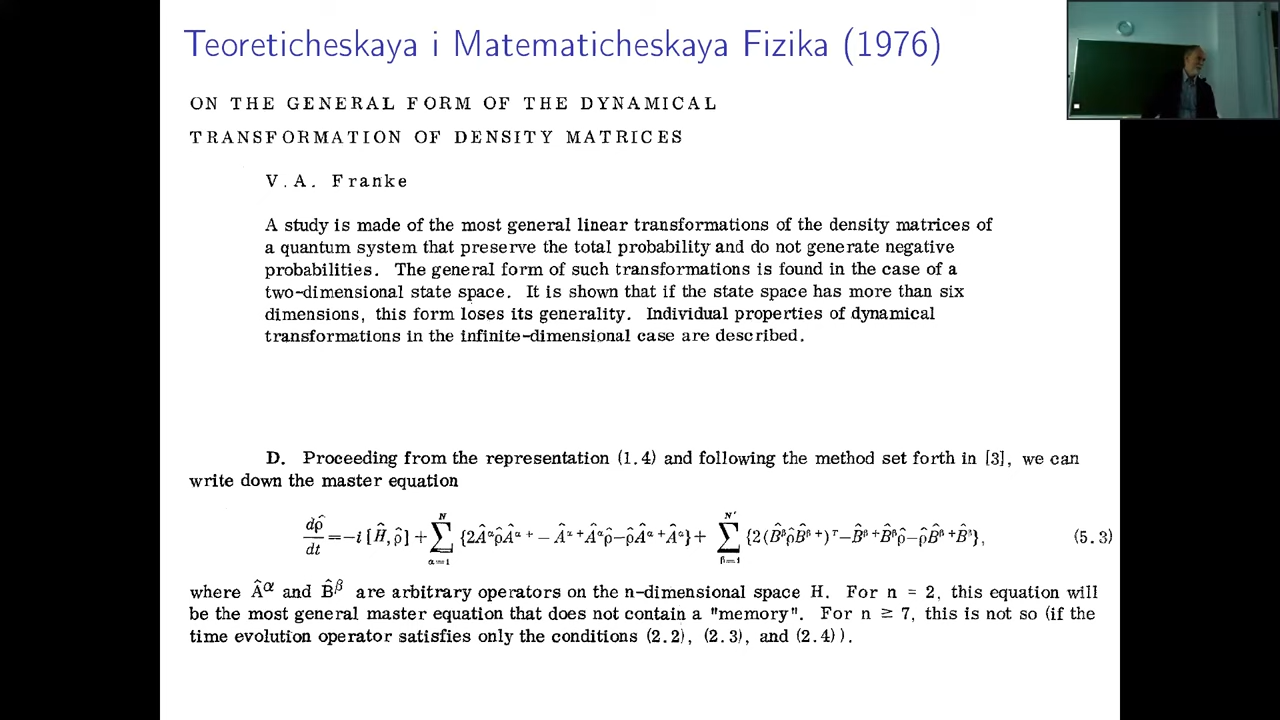 Teoreticheskaya i Matematicheskaya Fizika (1976)
ON THE GENERAL FORM OF THE DYNAMICAL
TRANSFORMATION OF DENSITY MATRICES
V.A. Franke
A study is made of the most general linear transformations of the density matrices of
a quantum system that preserve the total probability and do not generate negative
probabilities. The general form of such transformations is found in the case of a
two-dimensional state space. It is shown that if the state space has more than six
dimensions, this form loses its generality. Individual properties of dynamical
transformations in the infinite-dimensional case are described.
D. Proceeding from the representation (1.4) and following the method set forth in [3], we can
write down the master equation
dρ̂/dt = -i [Ĥ, ρ̂] + ∑_{α=1}^{N} {2Â^α ρ̂ Â^{α+} - Â^{α+} Â^α ρ̂ - ρ̂ Â^{α+} Â^α} + ∑_{β=1}^{N'} {2(B̂^β ρ̂ B̂^{β+})^T - B̂^{β+} B̂^β ρ̂ - ρ̂ B̂^{β+} B̂^β}, (5.3)
where Â^α and B̂^β are arbitrary operators on the n-dimensional space H. For n = 2, this equation will
be the most general master equation that does not contain a "memory". For n ≥ 7, this is not so (if the
time evolution operator satisfies only the conditions (2.2), (2.3), and (2.4)).